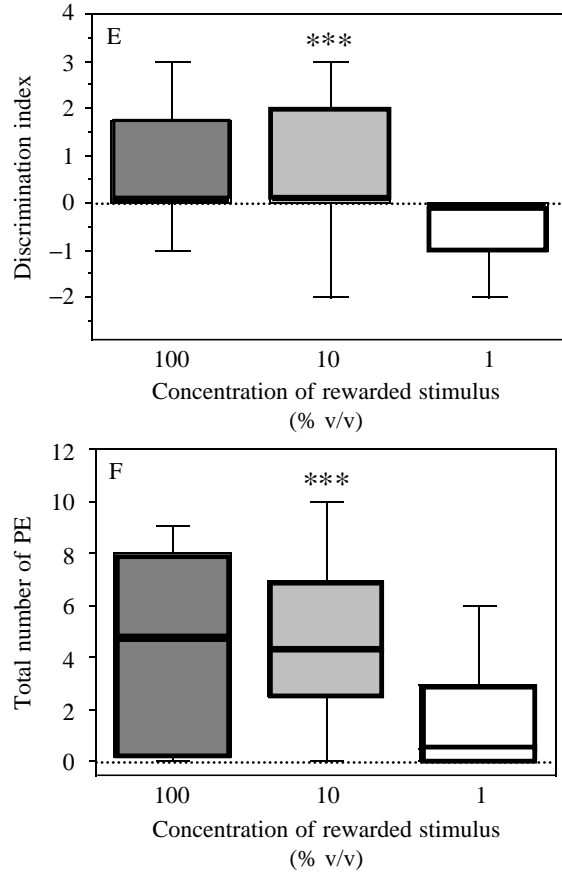 E
***
4
3
2
1
0
−1
−2
Discrimination index
100 10 1
Concentration of rewarded stimulus
(% v/v)
F
***
12
10
8
6
4
2
0
Total number of PE
100 10 1
Concentration of rewarded stimulus
(% v/v)